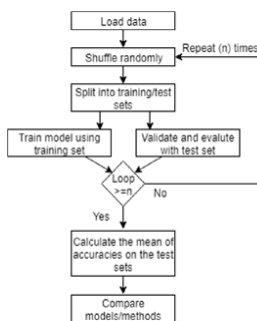 Load data
Repeat (n) times
Shuffle randomly
Split into training/test
sets
Train model using
training set
Validate and evalute
with test set
Loop
>=n
No
Yes
Calculate the mean of
accuracies on the test
sets
Compare
models/methods